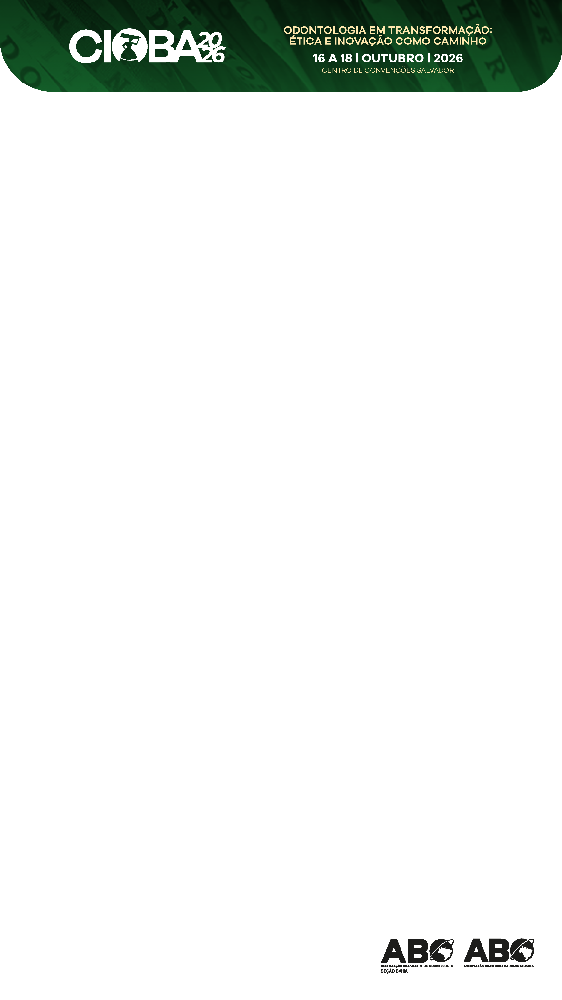 CIOBA 2026
ODONTOLOGIA EM TRANSFORMAÇÃO:
ÉTICA E INOVAÇÃO COMO CAMINHO
16 A 18 | OUTUBRO | 2026
CENTRO DE CONVENÇÕES SALVADOR
ABO
ASSOCIAÇÃO BRASILEIRA DE ODONTOLOGIA
SEÇÃO BAHIA
ABO
ASSOCIAÇÃO BRASILEIRA DE ODONTOLOGIA